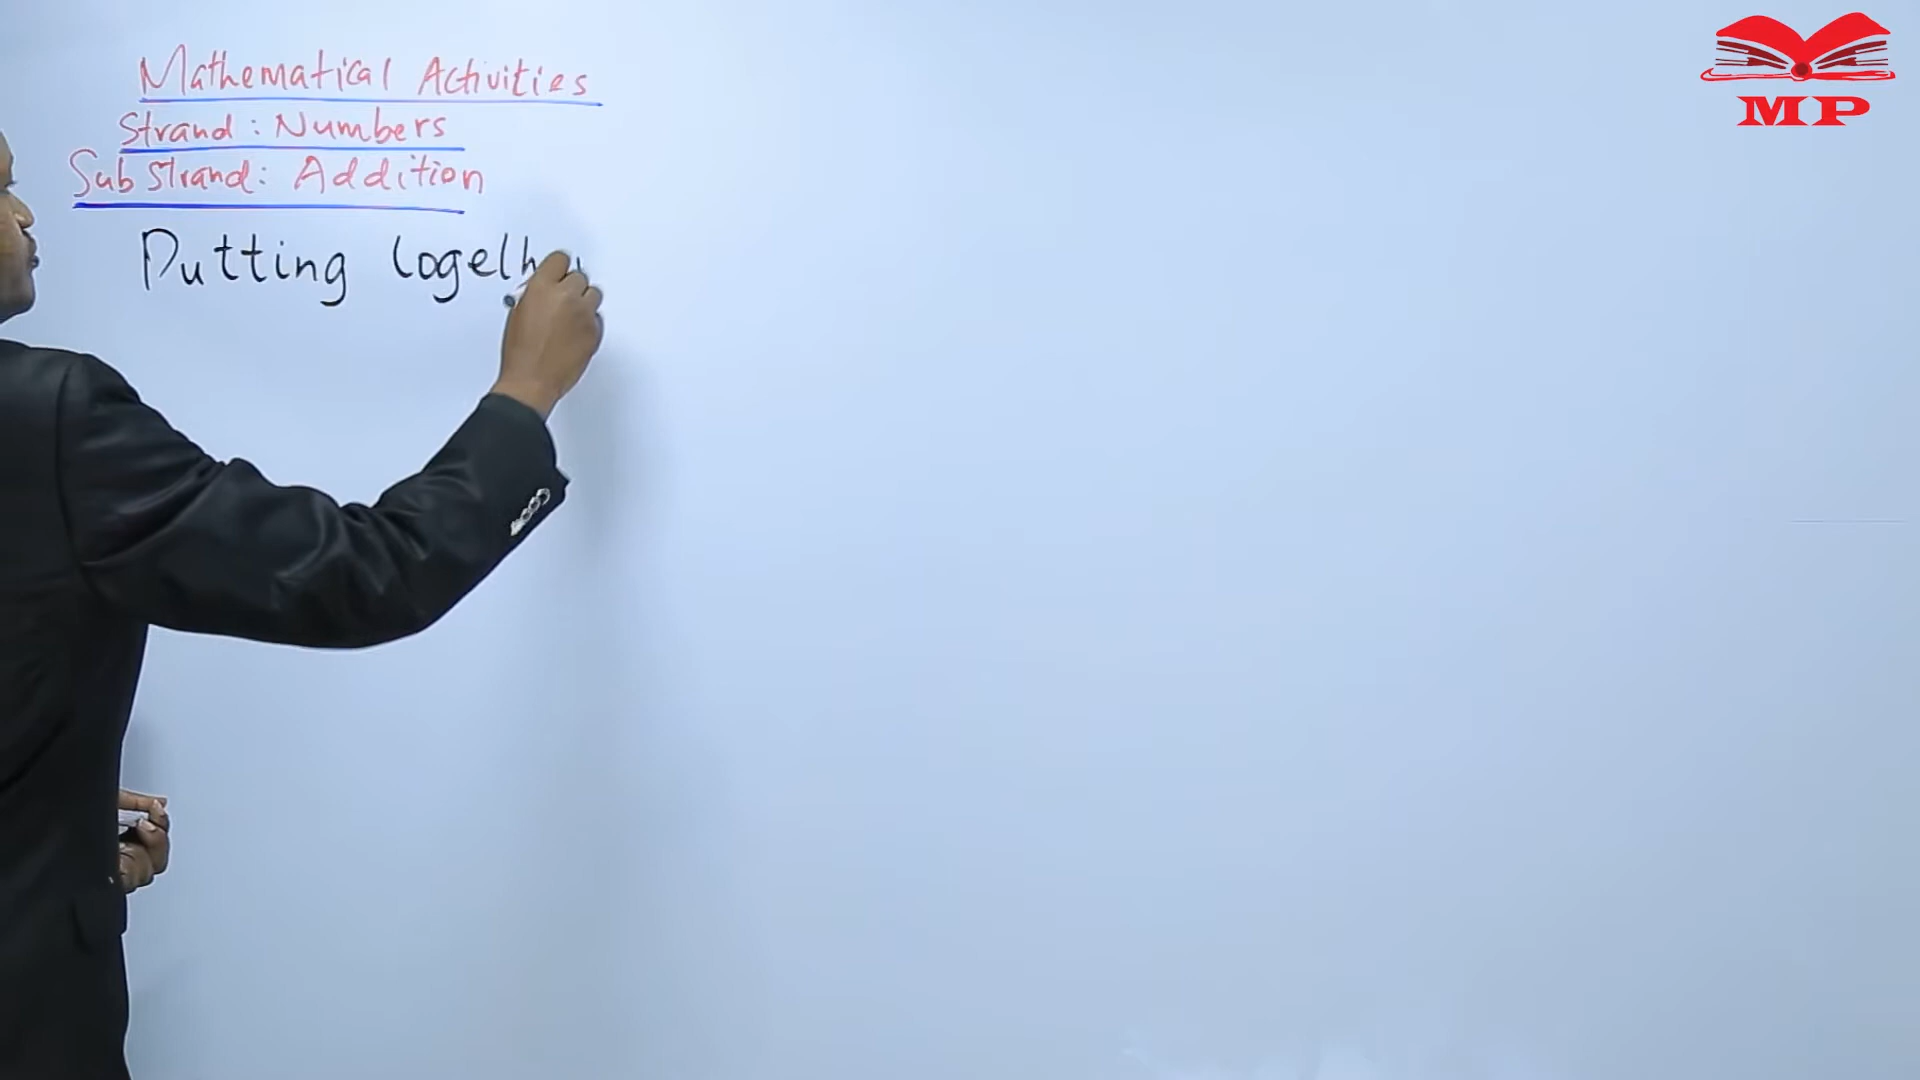 Mathematical Activities
Strand: Numbers
Sub Strand: Addition
Putting
MP